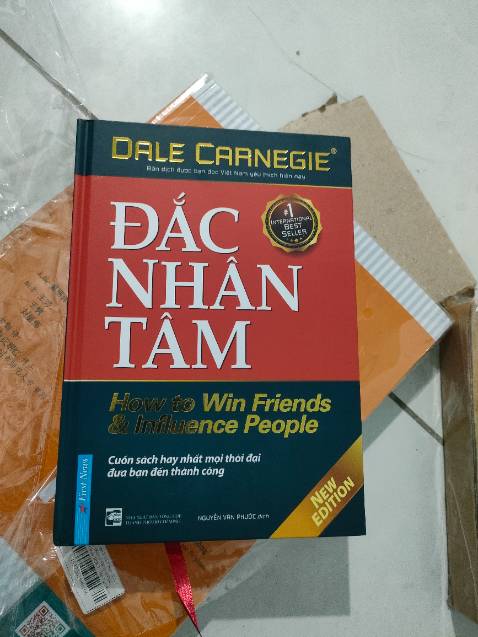 DALE CARNEGIE®
Bản dịch được bạn đọc Việt Nam yêu thích hiện nay
#1
INTERNATIONAL
BEST
SELLER
ĐẮC
NHÂN
TÂM
How to Win Friends
& Influence People
Cuốn sách hay nhất mọi thời đại
đưa bạn đến thành công
NEW
EDITION
First News
NGUYỄN VĂN PHƯỚC dịch